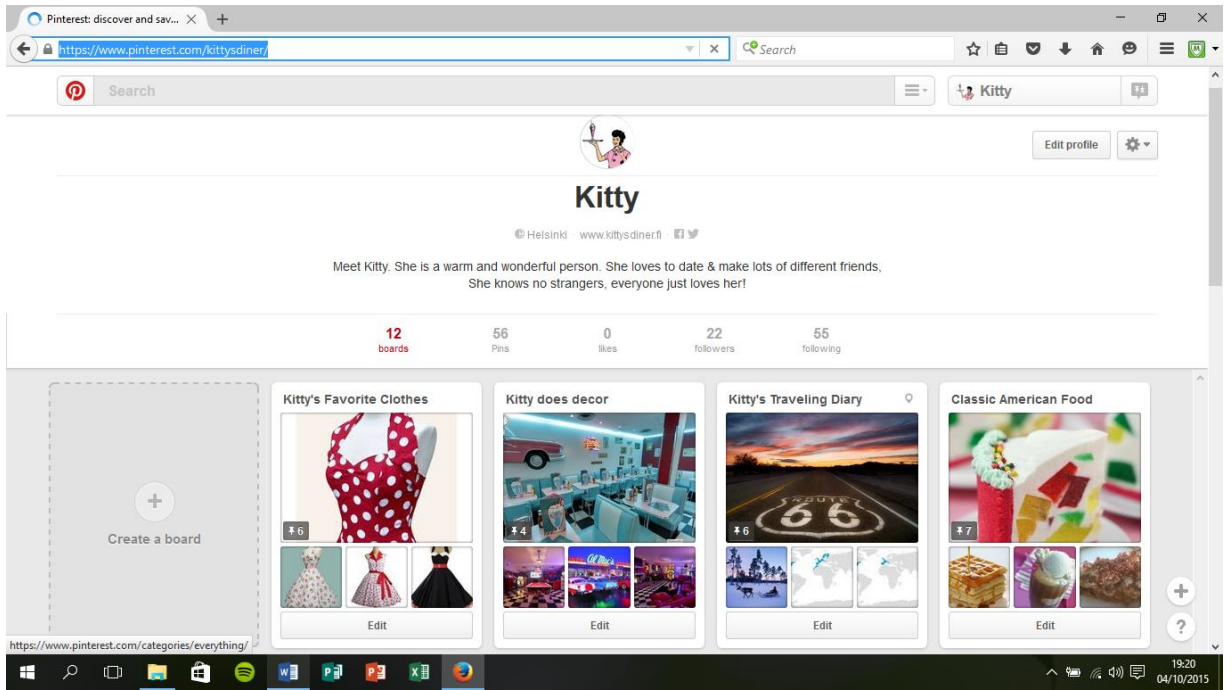 Pinterest: discover and sav...
https://www.pinterest.com/kittysdiner/
Search
Search
Kitty
Edit profile
Kitty
Helsinki · www.kittysdiner.fi ·
Meet Kitty. She is a warm and wonderful person. She loves to date & make lots of different friends,
She knows no strangers, everyone just loves her!
12 56 0 22 55
boards Pins likes followers following
Create a board
Kitty's Favorite Clothes
6
Edit
Kitty does decor
4
Edit
Kitty's Traveling Diary
ROUTE
66
6
Edit
Classic American Food
7
Edit
?
https://www.pinterest.com/categories/everything/
19:20
04/10/2015